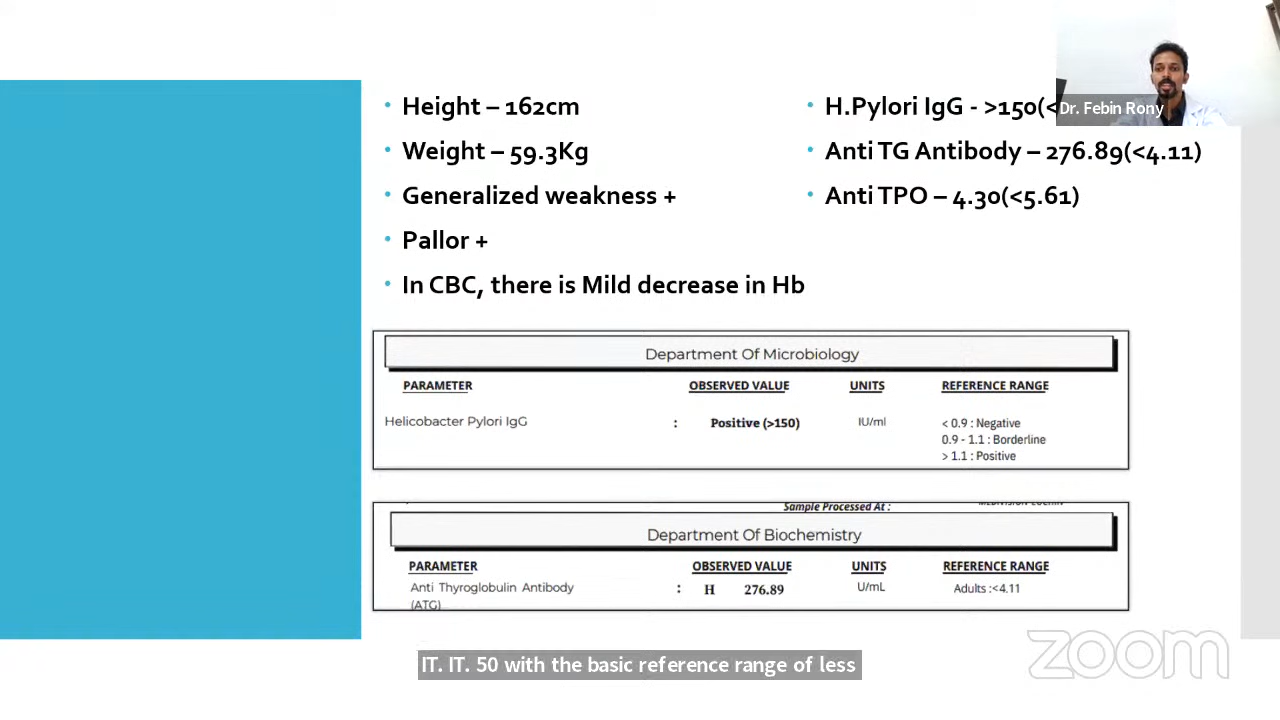 Height – 162cm
Weight – 59.3Kg
Generalized weakness +
Pallor +
In CBC, there is Mild decrease in Hb
H.Pylori IgG - >150(<
Anti TG Antibody – 276.89(<4.11)
Anti TPO – 4.30(<5.61)
Dr. Febin Rony
Department Of Microbiology
PARAMETER OBSERVED VALUE UNITS REFERENCE RANGE
Helicobacter Pylori IgG : Positive (>150) IU/ml < 0.9 : Negative
0.9 - 1.1 : Borderline
> 1.1 : Positive
Sample Processed At :
Department Of Biochemistry
PARAMETER OBSERVED VALUE UNITS REFERENCE RANGE
Anti Thyroglobulin Antibody : H 276.89 U/mL Adults :<4.11
(ATG)
zoom
IT. IT. 50 with the basic reference range of less